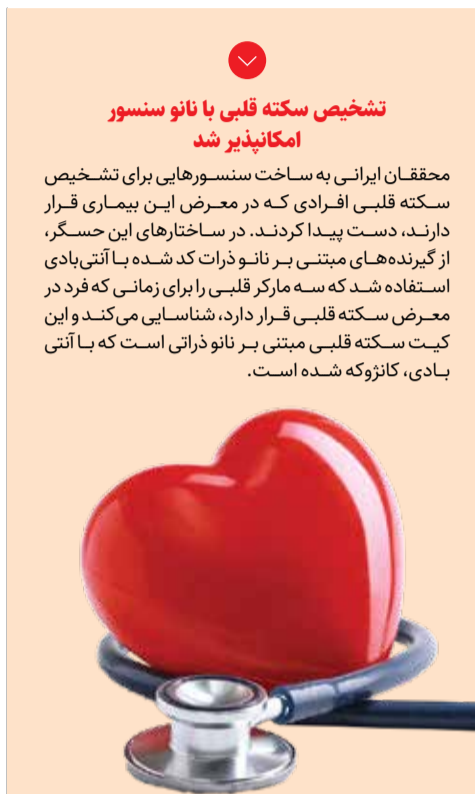 تشخیص سکته قلبی با نانو سنسور
امکانپذیر شد
محققان ایرانی به ساخت سنسورهایی برای تشخیص
سکته قلبی افرادی که در معرض این بیماری قرار
دارند، دست پیدا کردند. در ساختارهای این حسگر،
از گیرنده‌های مبتنی بر نانو ذرات کد شده با آنتی‌بادی
استفاده شد که سه مارکر قلبی را برای زمانی که فرد در
معرض سکته قلبی قرار دارد، شناسایی می‌کند و این
کیت سکته قلبی مبتنی بر نانو ذراتی است که با آنتی
بادی، کانژوکه شده است.